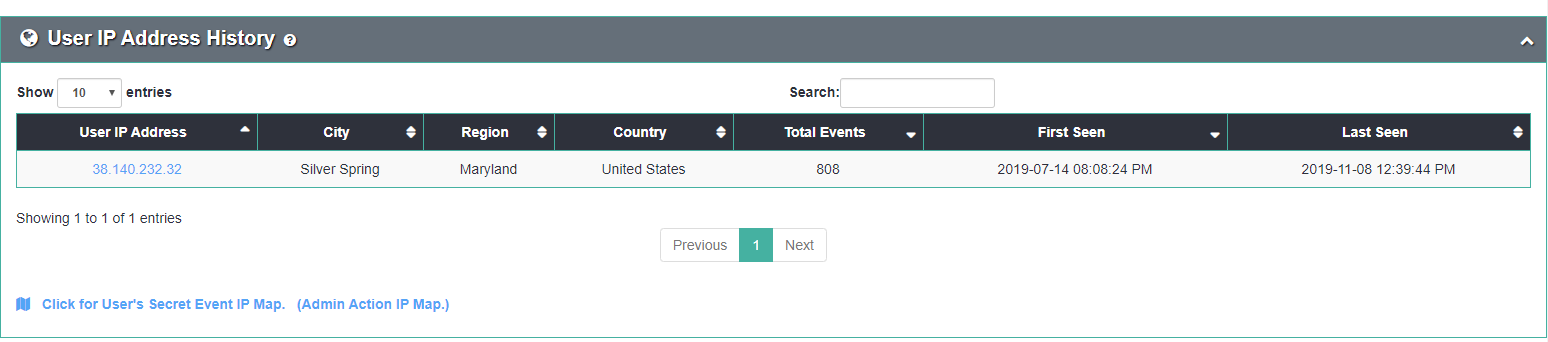 User IP Address History
Show 10 entries Search:
User IP Address City Region Country Total Events First Seen Last Seen
38.140.232.32 Silver Spring Maryland United States 808 2019-07-14 08:08:24 PM 2019-11-08 12:39:44 PM
Showing 1 to 1 of 1 entries
Previous 1 Next
Click for User's Secret Event IP Map. (Admin Action IP Map.)